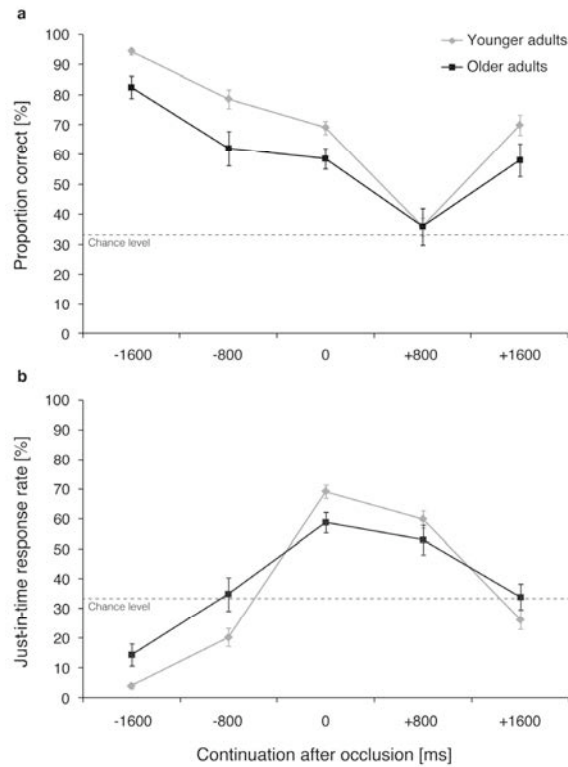 a
Younger adults
Older adults
Proportion correct [%]
100
90
80
70
60
50
40
30
20
10
0
Chance level
-1600 -800 0 +800 +1600
b
Just-in-time response rate [%]
100
90
80
70
60
50
40
30
20
10
0
Chance level
-1600 -800 0 +800 +1600
Continuation after occlusion [ms]